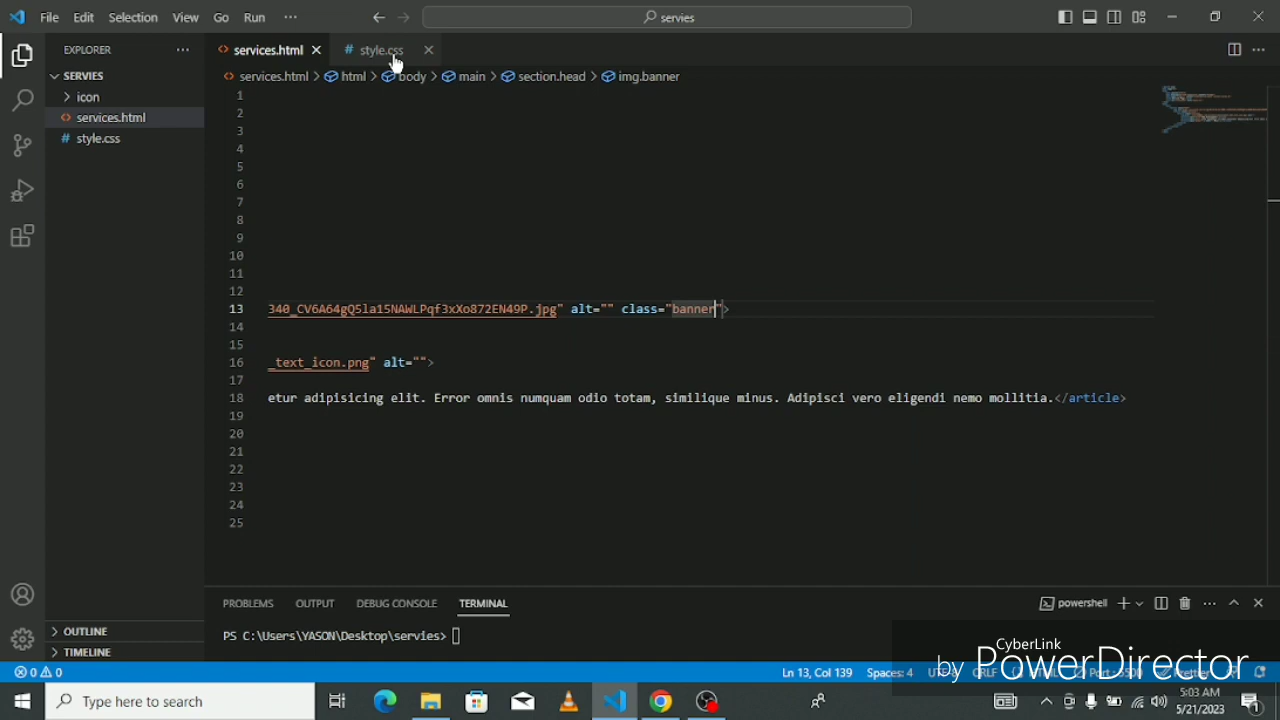 File Edit Selection View Go Run ··· servies
EXPLORER ···
services.html
style.css
SERVIES
icon
services.html
style.css
services.html > html > body > main > section.head > img.banner
1
2
3
4
5
6
7
8
9
10
11
12
13 340_CV6A64gQ5la15NAWLPqf3xXo872EN49P.jpg" alt="" class="banner">
14
15
16 _text_icon.png" alt="">
17
18 etur adipisicing elit. Error omnis numquam odio totam, similique minus. Adipisci vero eligendi nemo mollitia.</article>
19
20
21
22
23
24
25
PROBLEMS OUTPUT DEBUG CONSOLE TERMINAL powershell
PS C:\Users\YASON\Desktop\servies>
OUTLINE
TIMELINE
CyberLink
by PowerDirector
0 0 Ln 13, Col 139 Spaces: 4 UTF-8 CRLF
Type here to search
5:03 AM
5/21/2023